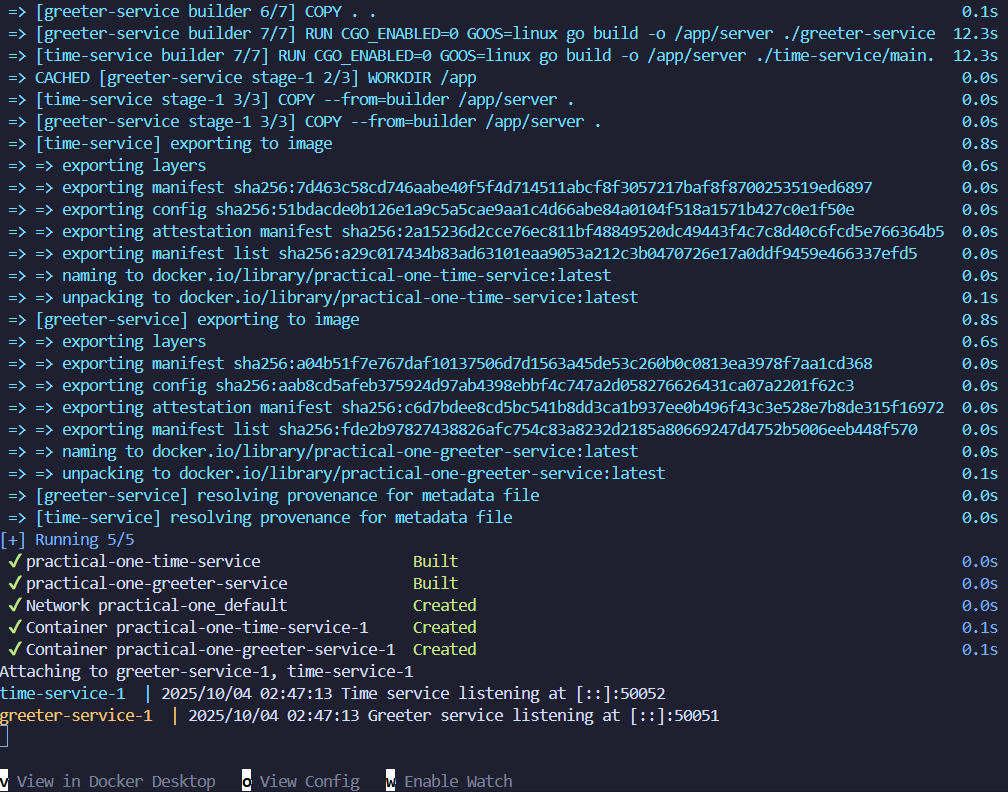 => [greeter-service builder 6/7] COPY . . 0.1s
=> [greeter-service builder 7/7] RUN CGO_ENABLED=0 GOOS=linux go build -o /app/server ./greeter-service 12.3s
=> [time-service builder 7/7] RUN CGO_ENABLED=0 GOOS=linux go build -o /app/server ./time-service/main. 12.3s
=> CACHED [greeter-service stage-1 2/3] WORKDIR /app 0.0s
=> [time-service stage-1 3/3] COPY --from=builder /app/server . 0.0s
=> [greeter-service stage-1 3/3] COPY --from=builder /app/server . 0.0s
=> [time-service] exporting to image 0.8s
=> => exporting layers 0.6s
=> => exporting manifest sha256:7d463c58cd746aabe40f5f4d714511abcf8f3057217baf8f8700253519ed6897 0.0s
=> => exporting config sha256:51bdacde0b126e1a9c5a5cae9aa1c4d66abe84a0104f518a1571b427c0e1f50e 0.0s
=> => exporting attestation manifest sha256:2a15236d2cce76ec811bf48849520dc49443f4c7c8d40c6fcd5e766364b5 0.0s
=> => exporting manifest list sha256:a29c017434b83ad63101eaa9053a212c3b0470726e17a0ddf9459e466337efd5 0.0s
=> => naming to docker.io/library/practical-one-time-service:latest 0.0s
=> => unpacking to docker.io/library/practical-one-time-service:latest 0.1s
=> [greeter-service] exporting to image 0.8s
=> => exporting layers 0.6s
=> => exporting manifest sha256:a04b51f7e767daf10137506d7d1563a45de53c260b0c0813ea3978f7aa1cd368 0.0s
=> => exporting config sha256:aab8cd5afeb375924d97ab4398ebbf4c747a2d058276626431ca07a2201f62c3 0.0s
=> => exporting attestation manifest sha256:c6d7bdee8cd5bc541b8dd3ca1b937ee0b496f43c3e528e7b8de315f16972 0.0s
=> => exporting manifest list sha256:fde2b97827438826afc754c83a8232d2185a80669247d4752b5006eeb448f570 0.0s
=> => naming to docker.io/library/practical-one-greeter-service:latest 0.0s
=> => unpacking to docker.io/library/practical-one-greeter-service:latest 0.1s
=> [greeter-service] resolving provenance for metadata file 0.0s
=> [time-service] resolving provenance for metadata file 0.0s
[+] Running 5/5
✔ practical-one-time-service Built 0.0s
✔ practical-one-greeter-service Built 0.0s
✔ Network practical-one_default Created 0.0s
✔ Container practical-one-time-service-1 Created 0.1s
✔ Container practical-one-greeter-service-1 Created 0.1s
Attaching to greeter-service-1, time-service-1
time-service-1 | 2025/10/04 02:47:13 Time service listening at [::]:50052
greeter-service-1 | 2025/10/04 02:47:13 Greeter service listening at [::]:50051
v View in Docker Desktop o View Config w Enable Watch